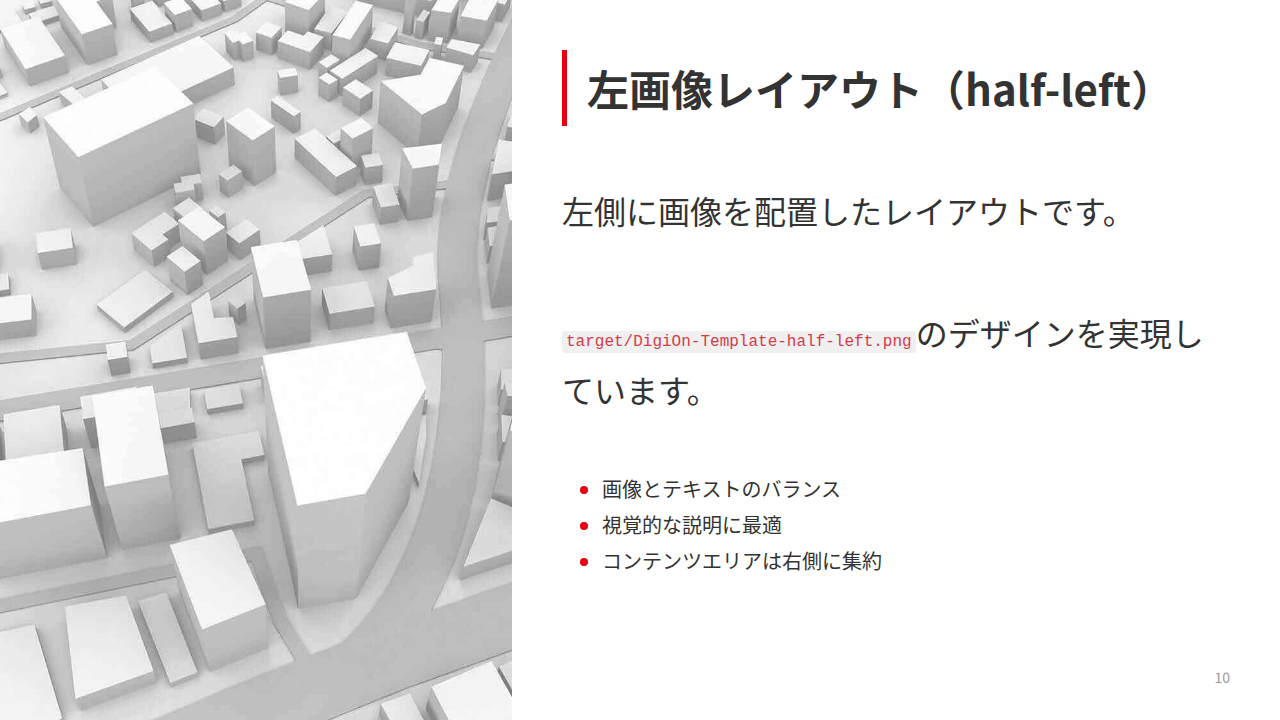 左画像レイアウト（half-left）
左側に画像を配置したレイアウトです。
target/DigiOn-Template-half-left.pngのデザインを実現し
ています。
画像とテキストのバランス
視覚的な説明に最適
コンテンツエリアは右側に集約
10